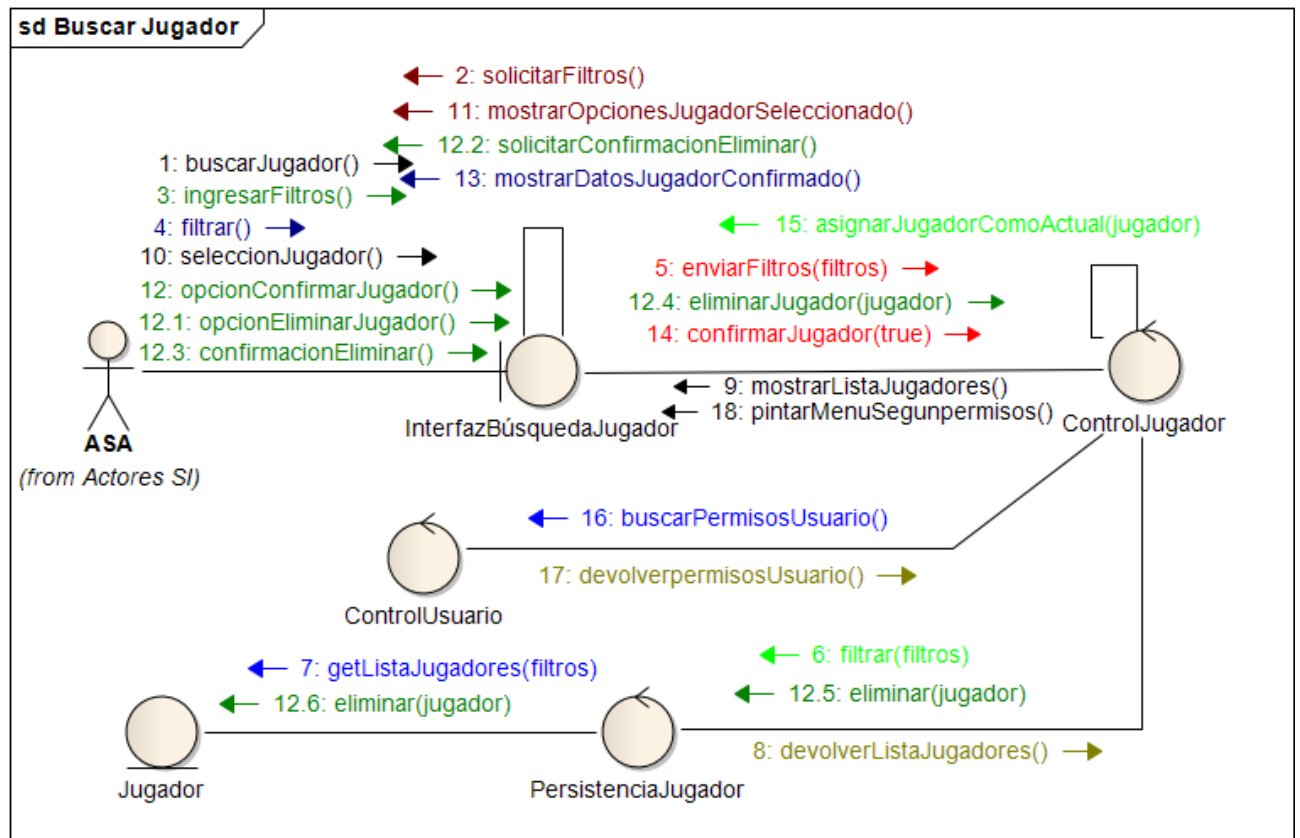 sd Buscar Jugador
2: solicitarFiltros()
11: mostrarOpcionesJugadorSeleccionado()
12.2: solicitarConfirmacionEliminar()
1: buscarJugador()
13: mostrarDatosJugadorConfirmado()
3: ingresarFiltros()
4: filtrar()
15: asignarJugadorComoActual(jugador)
10: seleccionJugador()
5: enviarFiltros(filtros)
12: opcionConfirmarJugador()
12.4: eliminarJugador(jugador)
12.1: opcionEliminarJugador()
14: confirmarJugador(true)
12.3: confirmacionEliminar()
9: mostrarListaJugadores()
18: pintarMenuSegunpermisos()
InterfazBúsquedaJugador
ControlJugador
ASA
(from Actores SI)
16: buscarPermisosUsuario()
17: devolverpermisosUsuario()
ControlUsuario
6: filtrar(filtros)
7: getListaJugadores(filtros)
12.5: eliminar(jugador)
12.6: eliminar(jugador)
8: devolverListaJugadores()
Jugador
PersistenciaJugador